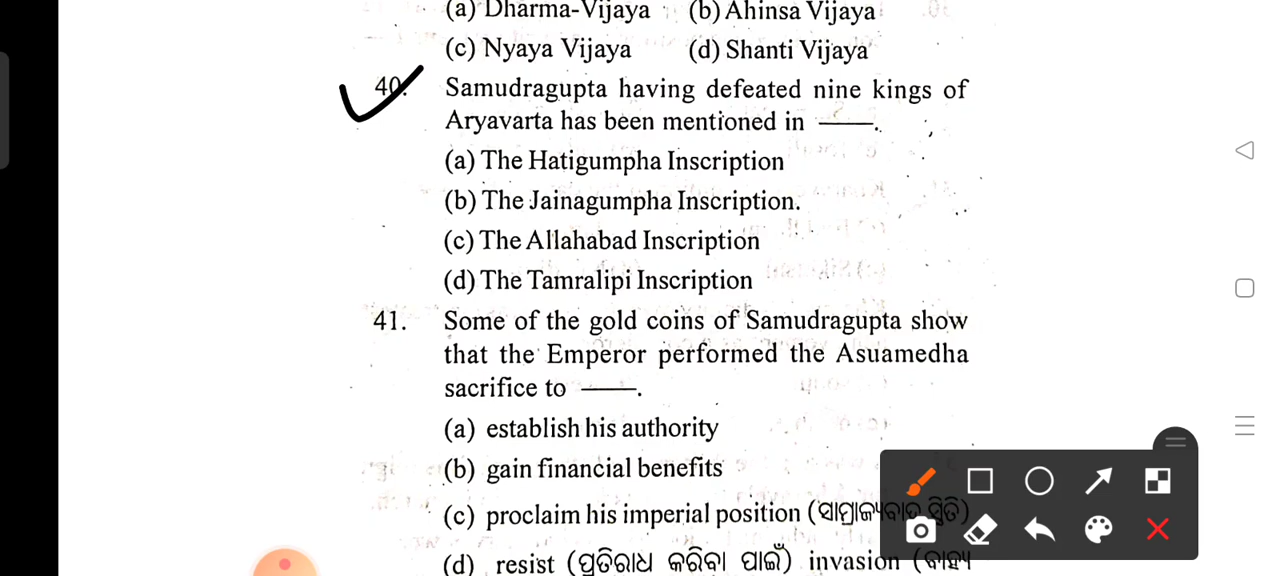 (a) Dharma-Vijaya (b) Ahinsa Vijaya
(c) Nyaya Vijaya (d) Shanti Vijaya
40. Samudragupta having defeated nine kings of
Aryavarta has been mentioned in ——.
(a) The Hatigumpha Inscription
(b) The Jainagumpha Inscription.
(c) The Allahabad Inscription
(d) The Tamralipi Inscription
41. Some of the gold coins of Samudragupta show
that the Emperor performed the Asuamedha
sacrifice to ——.
(a) establish his authority
(b) gain financial benefits
(c) proclaim his imperial position
(d) resist (ପ୍ରତିରୋଧ କରିବା ପାଇଁ) invasion